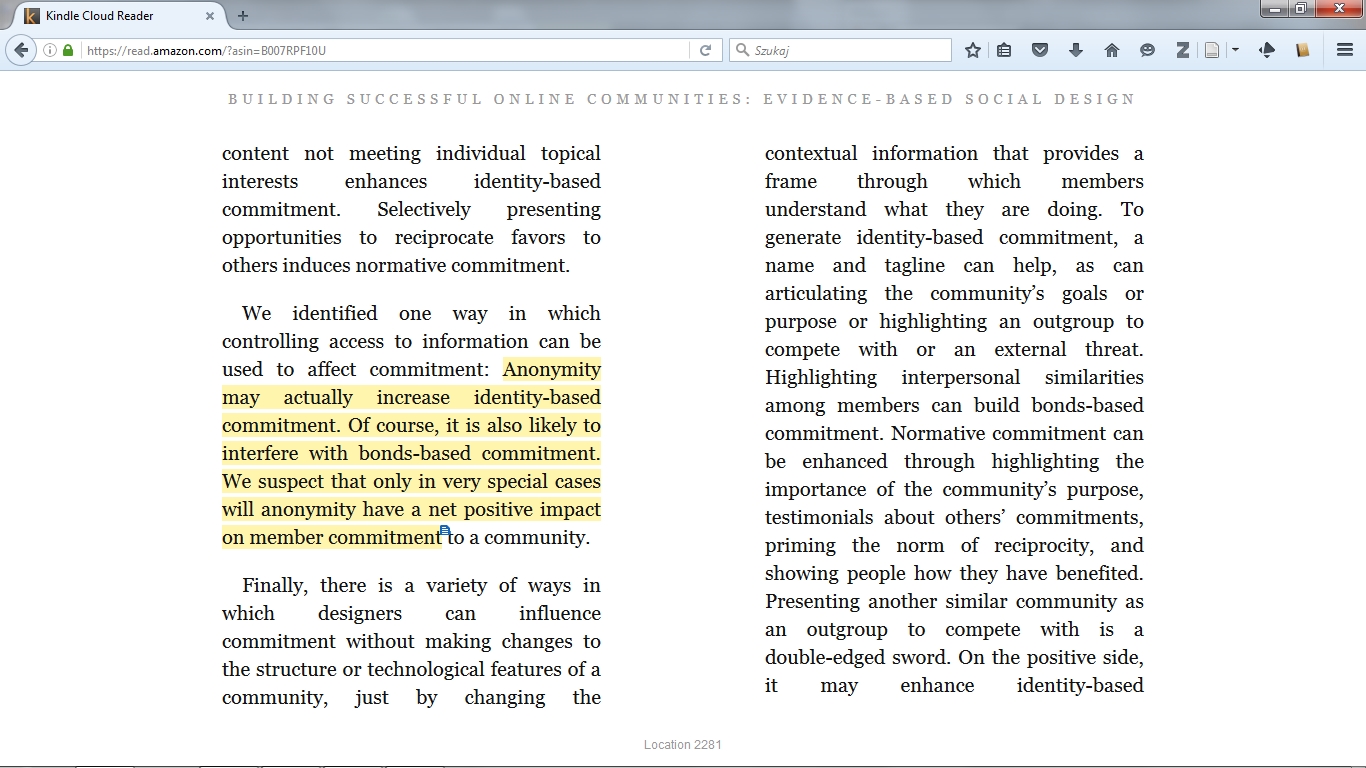 Kindle Cloud Reader
https://read.amazon.com/?asin=B007RPF10U
Szukaj
BUILDING SUCCESSFUL ONLINE COMMUNITIES: EVIDENCE-BASED SOCIAL DESIGN
content not meeting individual topical
interests enhances identity-based
commitment. Selectively presenting
opportunities to reciprocate favors to
others induces normative commitment.
We identified one way in which
controlling access to information can be
used to affect commitment: Anonymity
may actually increase identity-based
commitment. Of course, it is also likely to
interfere with bonds-based commitment.
We suspect that only in very special cases
will anonymity have a net positive impact
on member commitment to a community.
Finally, there is a variety of ways in
which designers can influence
commitment without making changes to
the structure or technological features of a
community, just by changing the
contextual information that provides a
frame through which members
understand what they are doing. To
generate identity-based commitment, a
name and tagline can help, as can
articulating the community’s goals or
purpose or highlighting an outgroup to
compete with or an external threat.
Highlighting interpersonal similarities
among members can build bonds-based
commitment. Normative commitment can
be enhanced through highlighting the
importance of the community’s purpose,
testimonials about others’ commitments,
priming the norm of reciprocity, and
showing people how they have benefited.
Presenting another similar community as
an outgroup to compete with is a
double-edged sword. On the positive side,
it may enhance identity-based
Location 2281